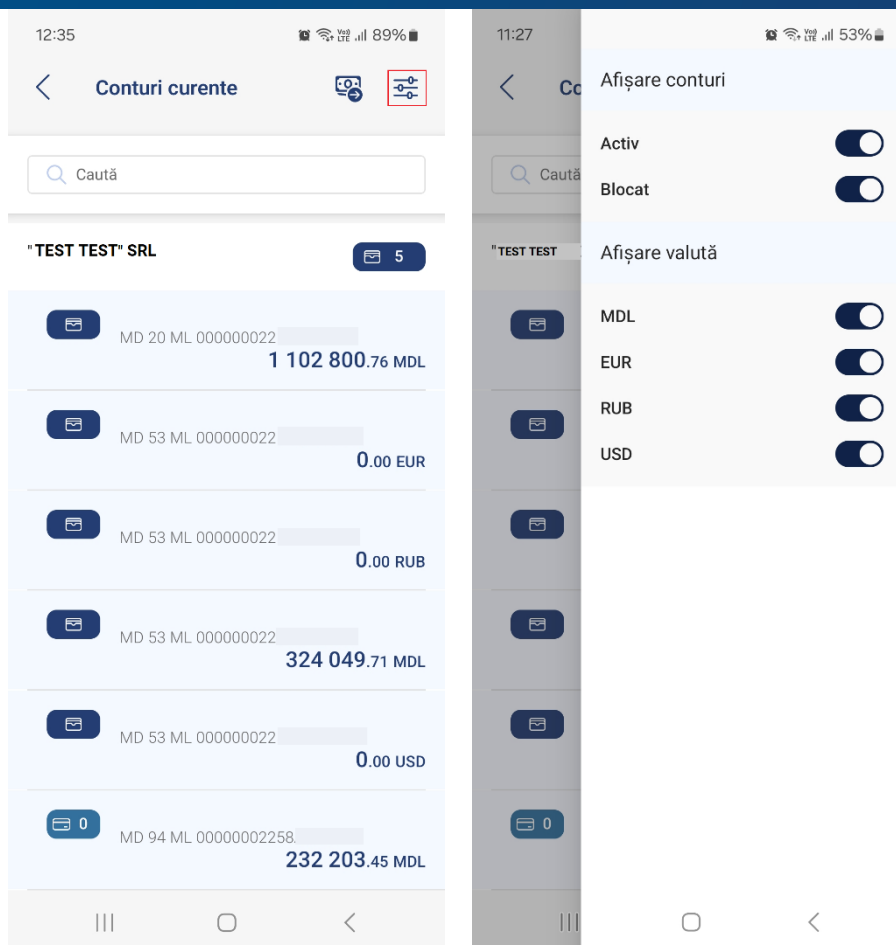 12:35 89%
Conturi curente
Caută
"TEST TEST" SRL 5
MD 20 ML 000000022
1 102 800.76 MDL
MD 53 ML 000000022
0.00 EUR
MD 53 ML 000000022
0.00 RUB
MD 53 ML 000000022
324 049.71 MDL
MD 53 ML 000000022
0.00 USD
0 MD 94 ML 00000002258
232 203.45 MDL
11:27 53%
Co
Caută
"TEST TEST
0
Afișare conturi
Activ
Blocat
Afișare valută
MDL
EUR
RUB
USD